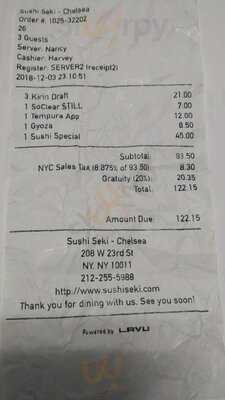 Sushi Seki - Chelsea
Order #: 1025-32202
26
3 Guests
Server: Nancy
Cashier: Harvey
Register: SERVER2 (receipt2)
2018-12-03 23:10:51
3 Kirin Draft 21.00
1 SoClear STILL 7.00
1 Tempura App 12.00
1 Gyoza 8.50
1 Sushi Special 45.00
Subtotal: 93.50
NYC Sales Tax (8.875% of 93.50) 8.30
Gratuity (20%): 20.35
Total: 122.15
Amount Due: 122.15
Sushi Seki - Chelsea
208 W 23rd St
NY, NY 10011
212-255-5988
http://www.sushiseki.com
Thank you for dining with us. See you soon!
Powered by LAVU